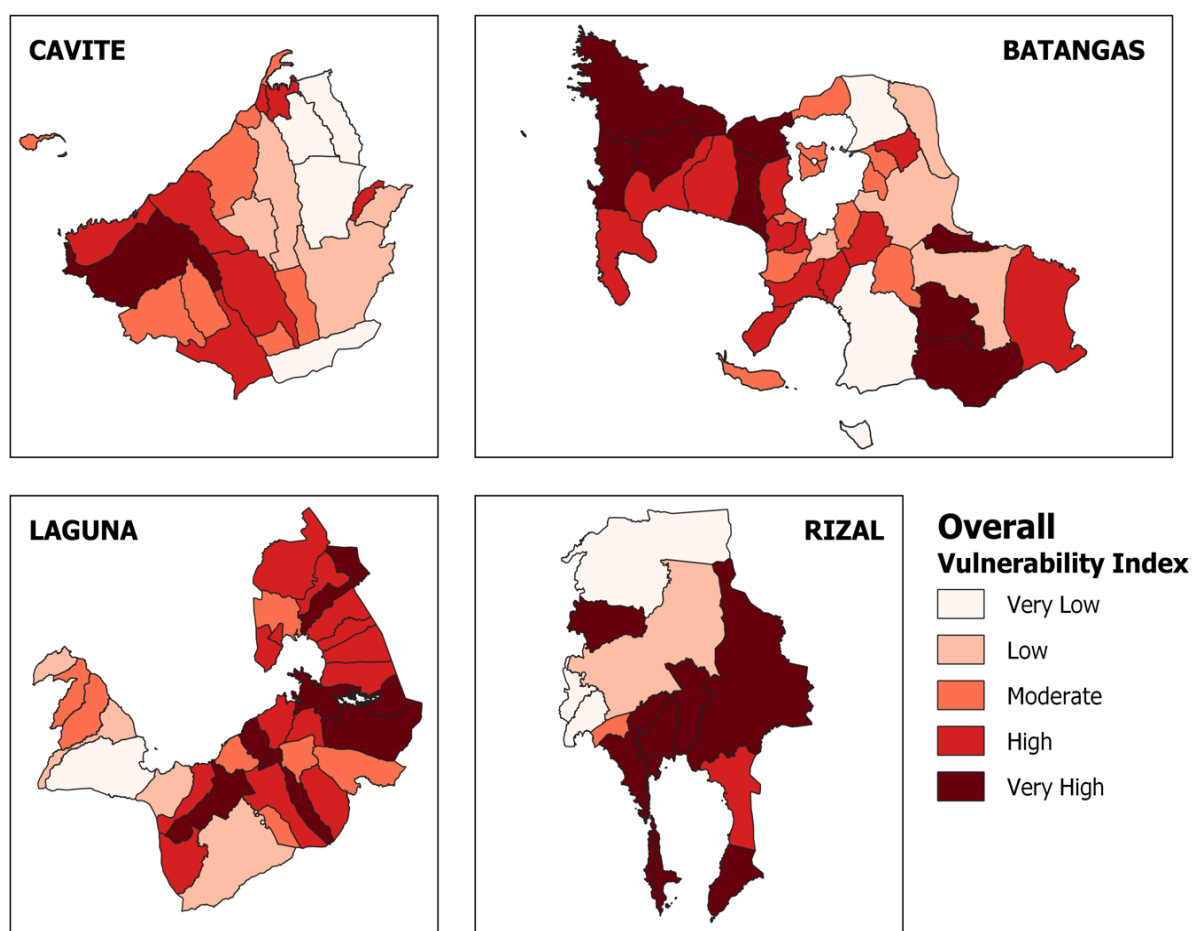 CAVITE
BATANGAS
LAGUNA
RIZAL
Overall
Vulnerability Index
Very Low
Low
Moderate
High
Very High